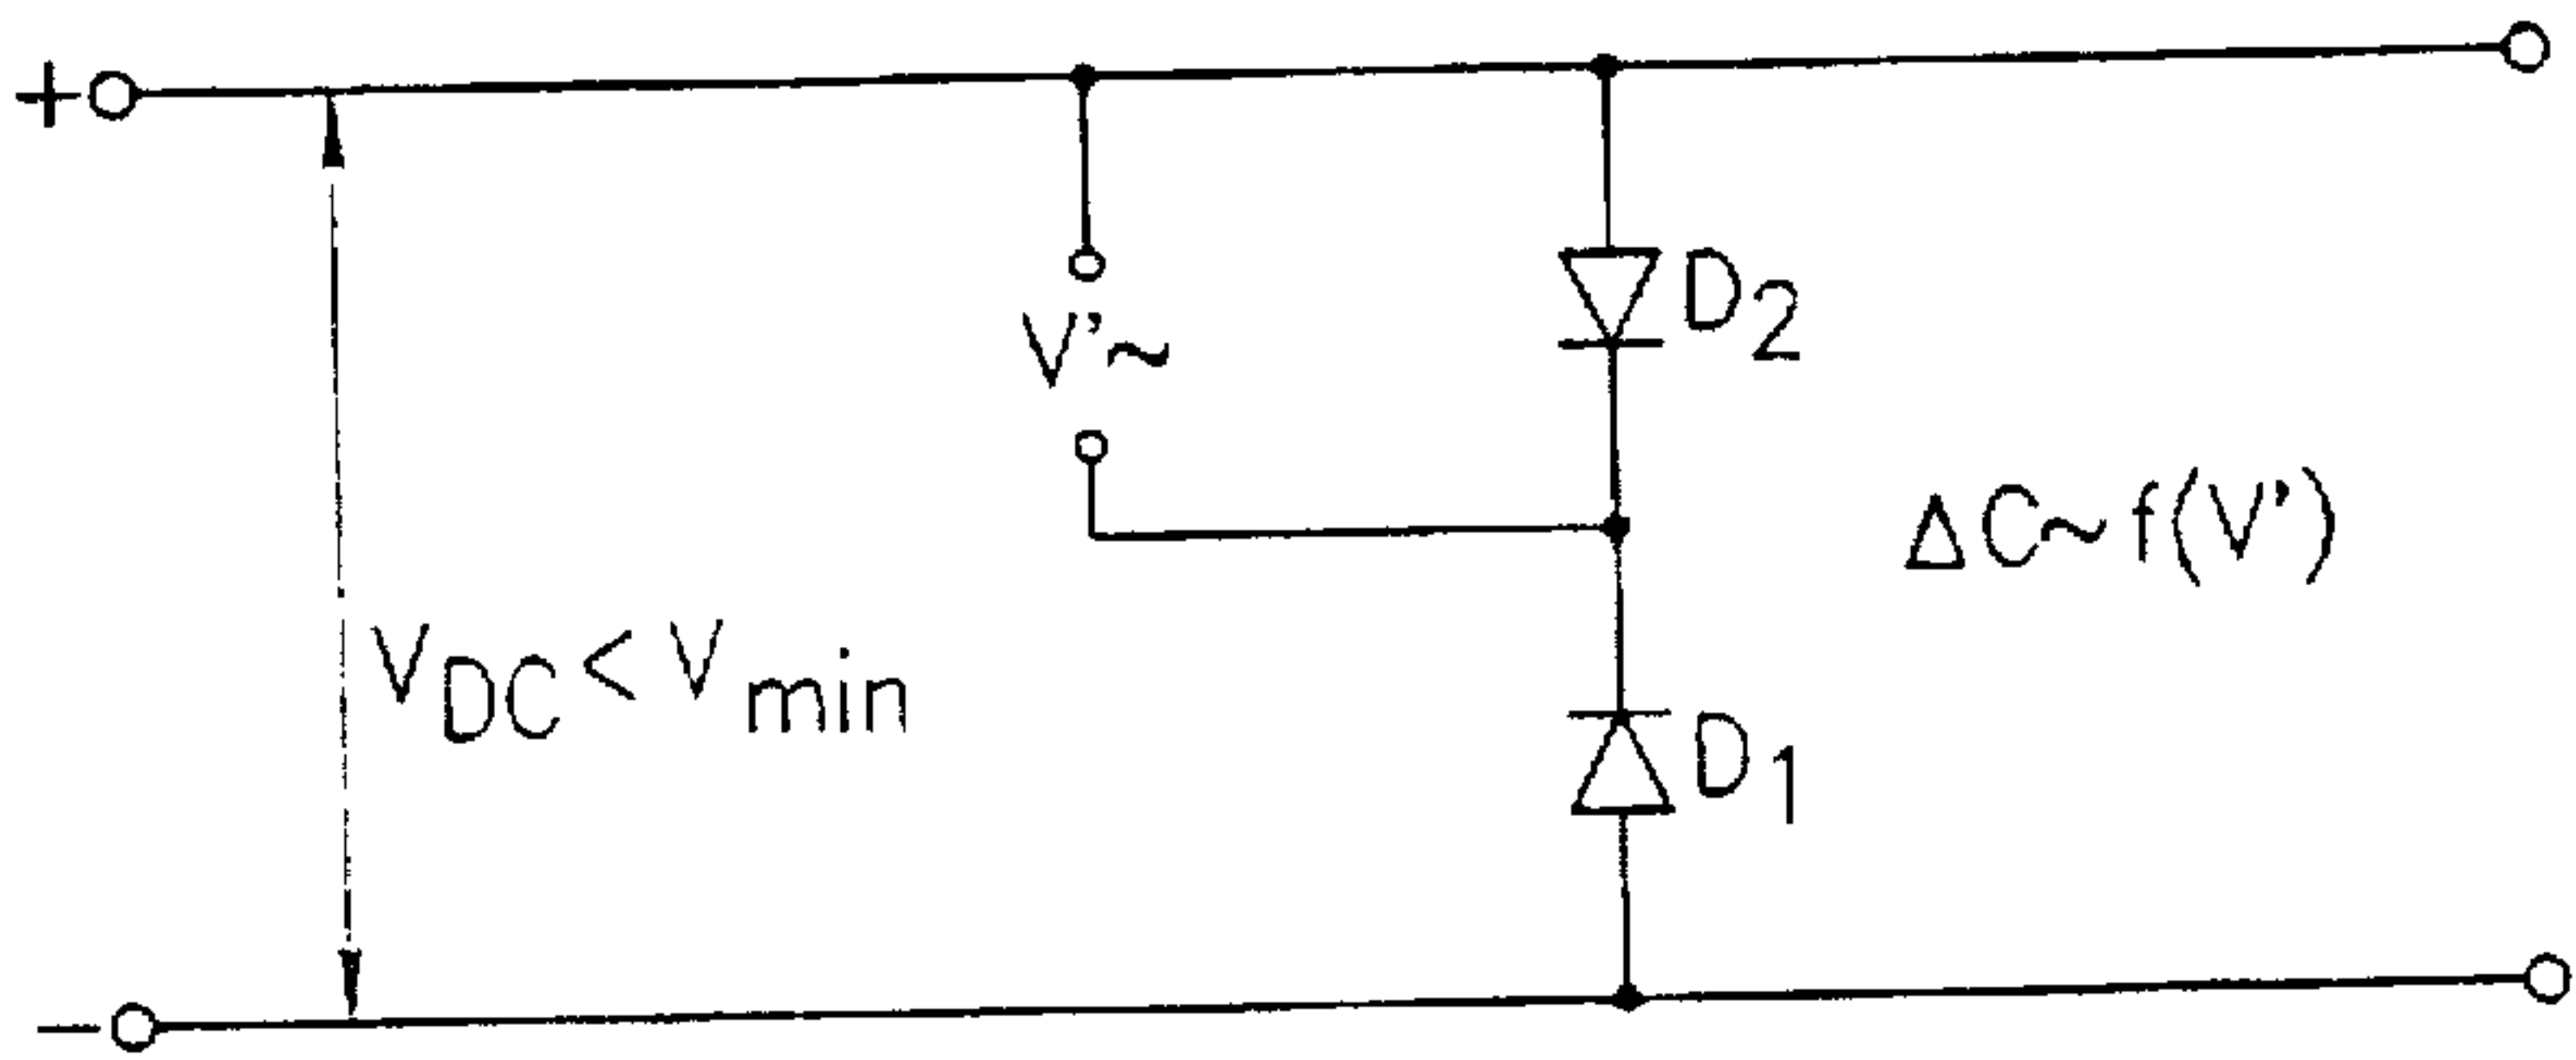 +
V'~
D2
ΔC~f(V')
VDC<Vmin
D1
−